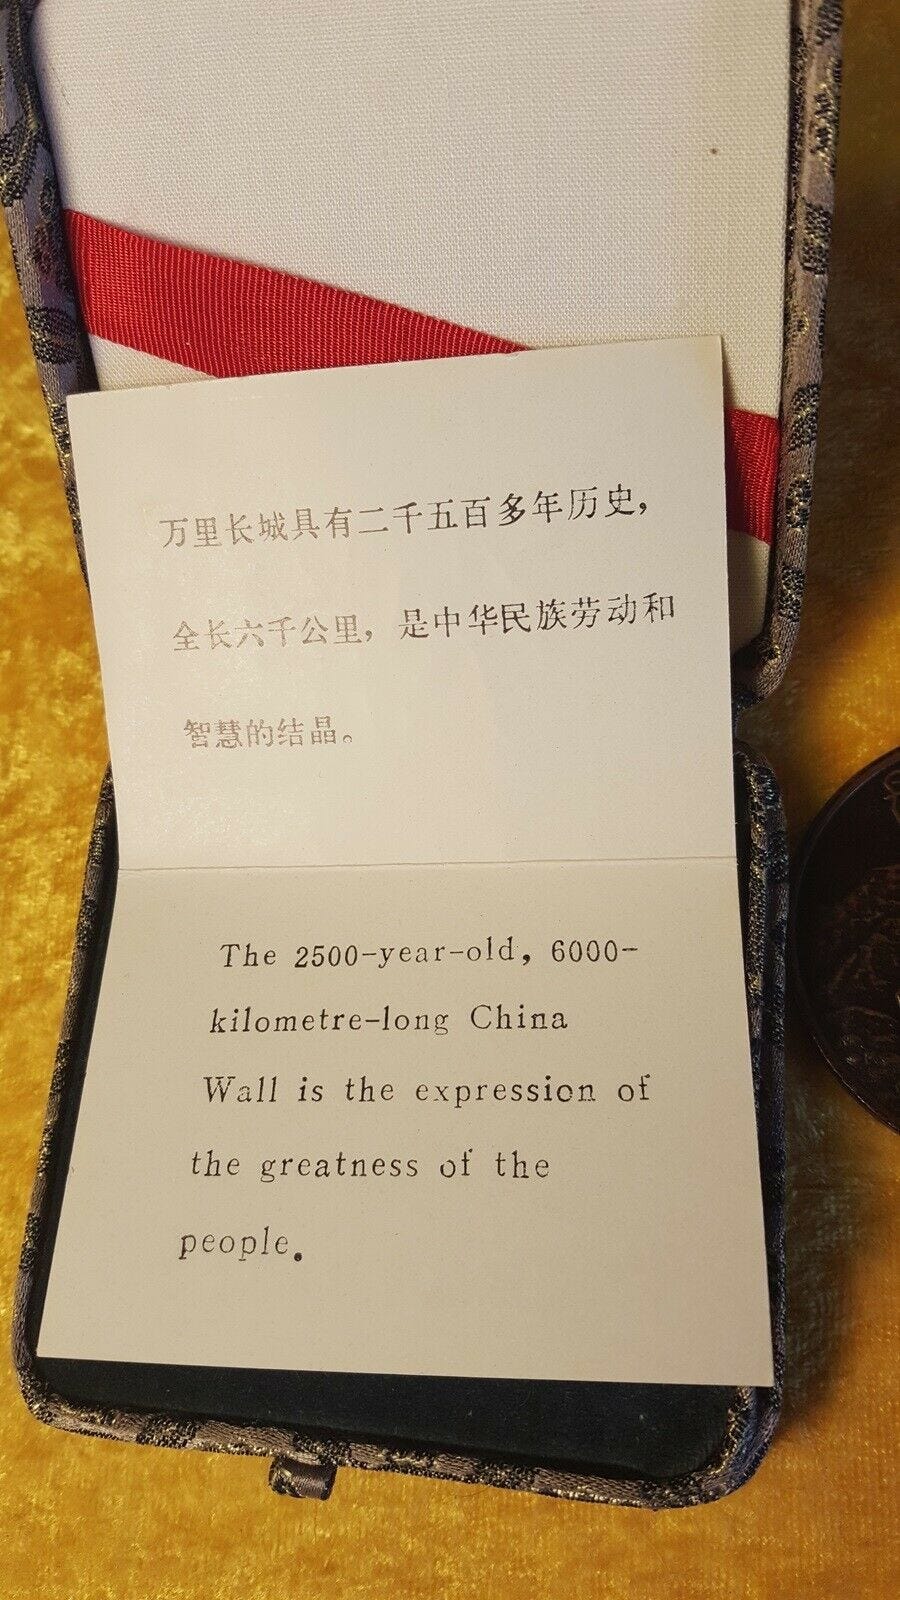 万里长城具有二千五百多年历史，
全长六千公里，是中华民族劳动和
智慧的结晶。
The 2500-year-old, 6000-
kilometre-long China
Wall is the expression of
the greatness of the
people.